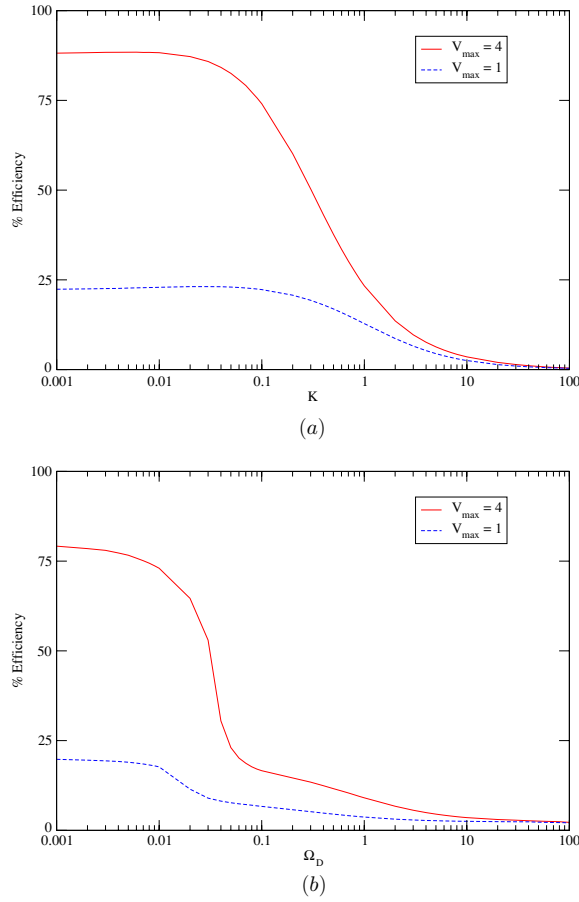 100
75
50
25
0
% Efficiency
V_max = 4
V_max = 1
0.001 0.01 0.1 1 10 100
K
(a)
100
75
50
25
0
% Efficiency
V_max = 4
V_max = 1
0.001 0.01 0.1 1 10 100
Ω_D
(b)